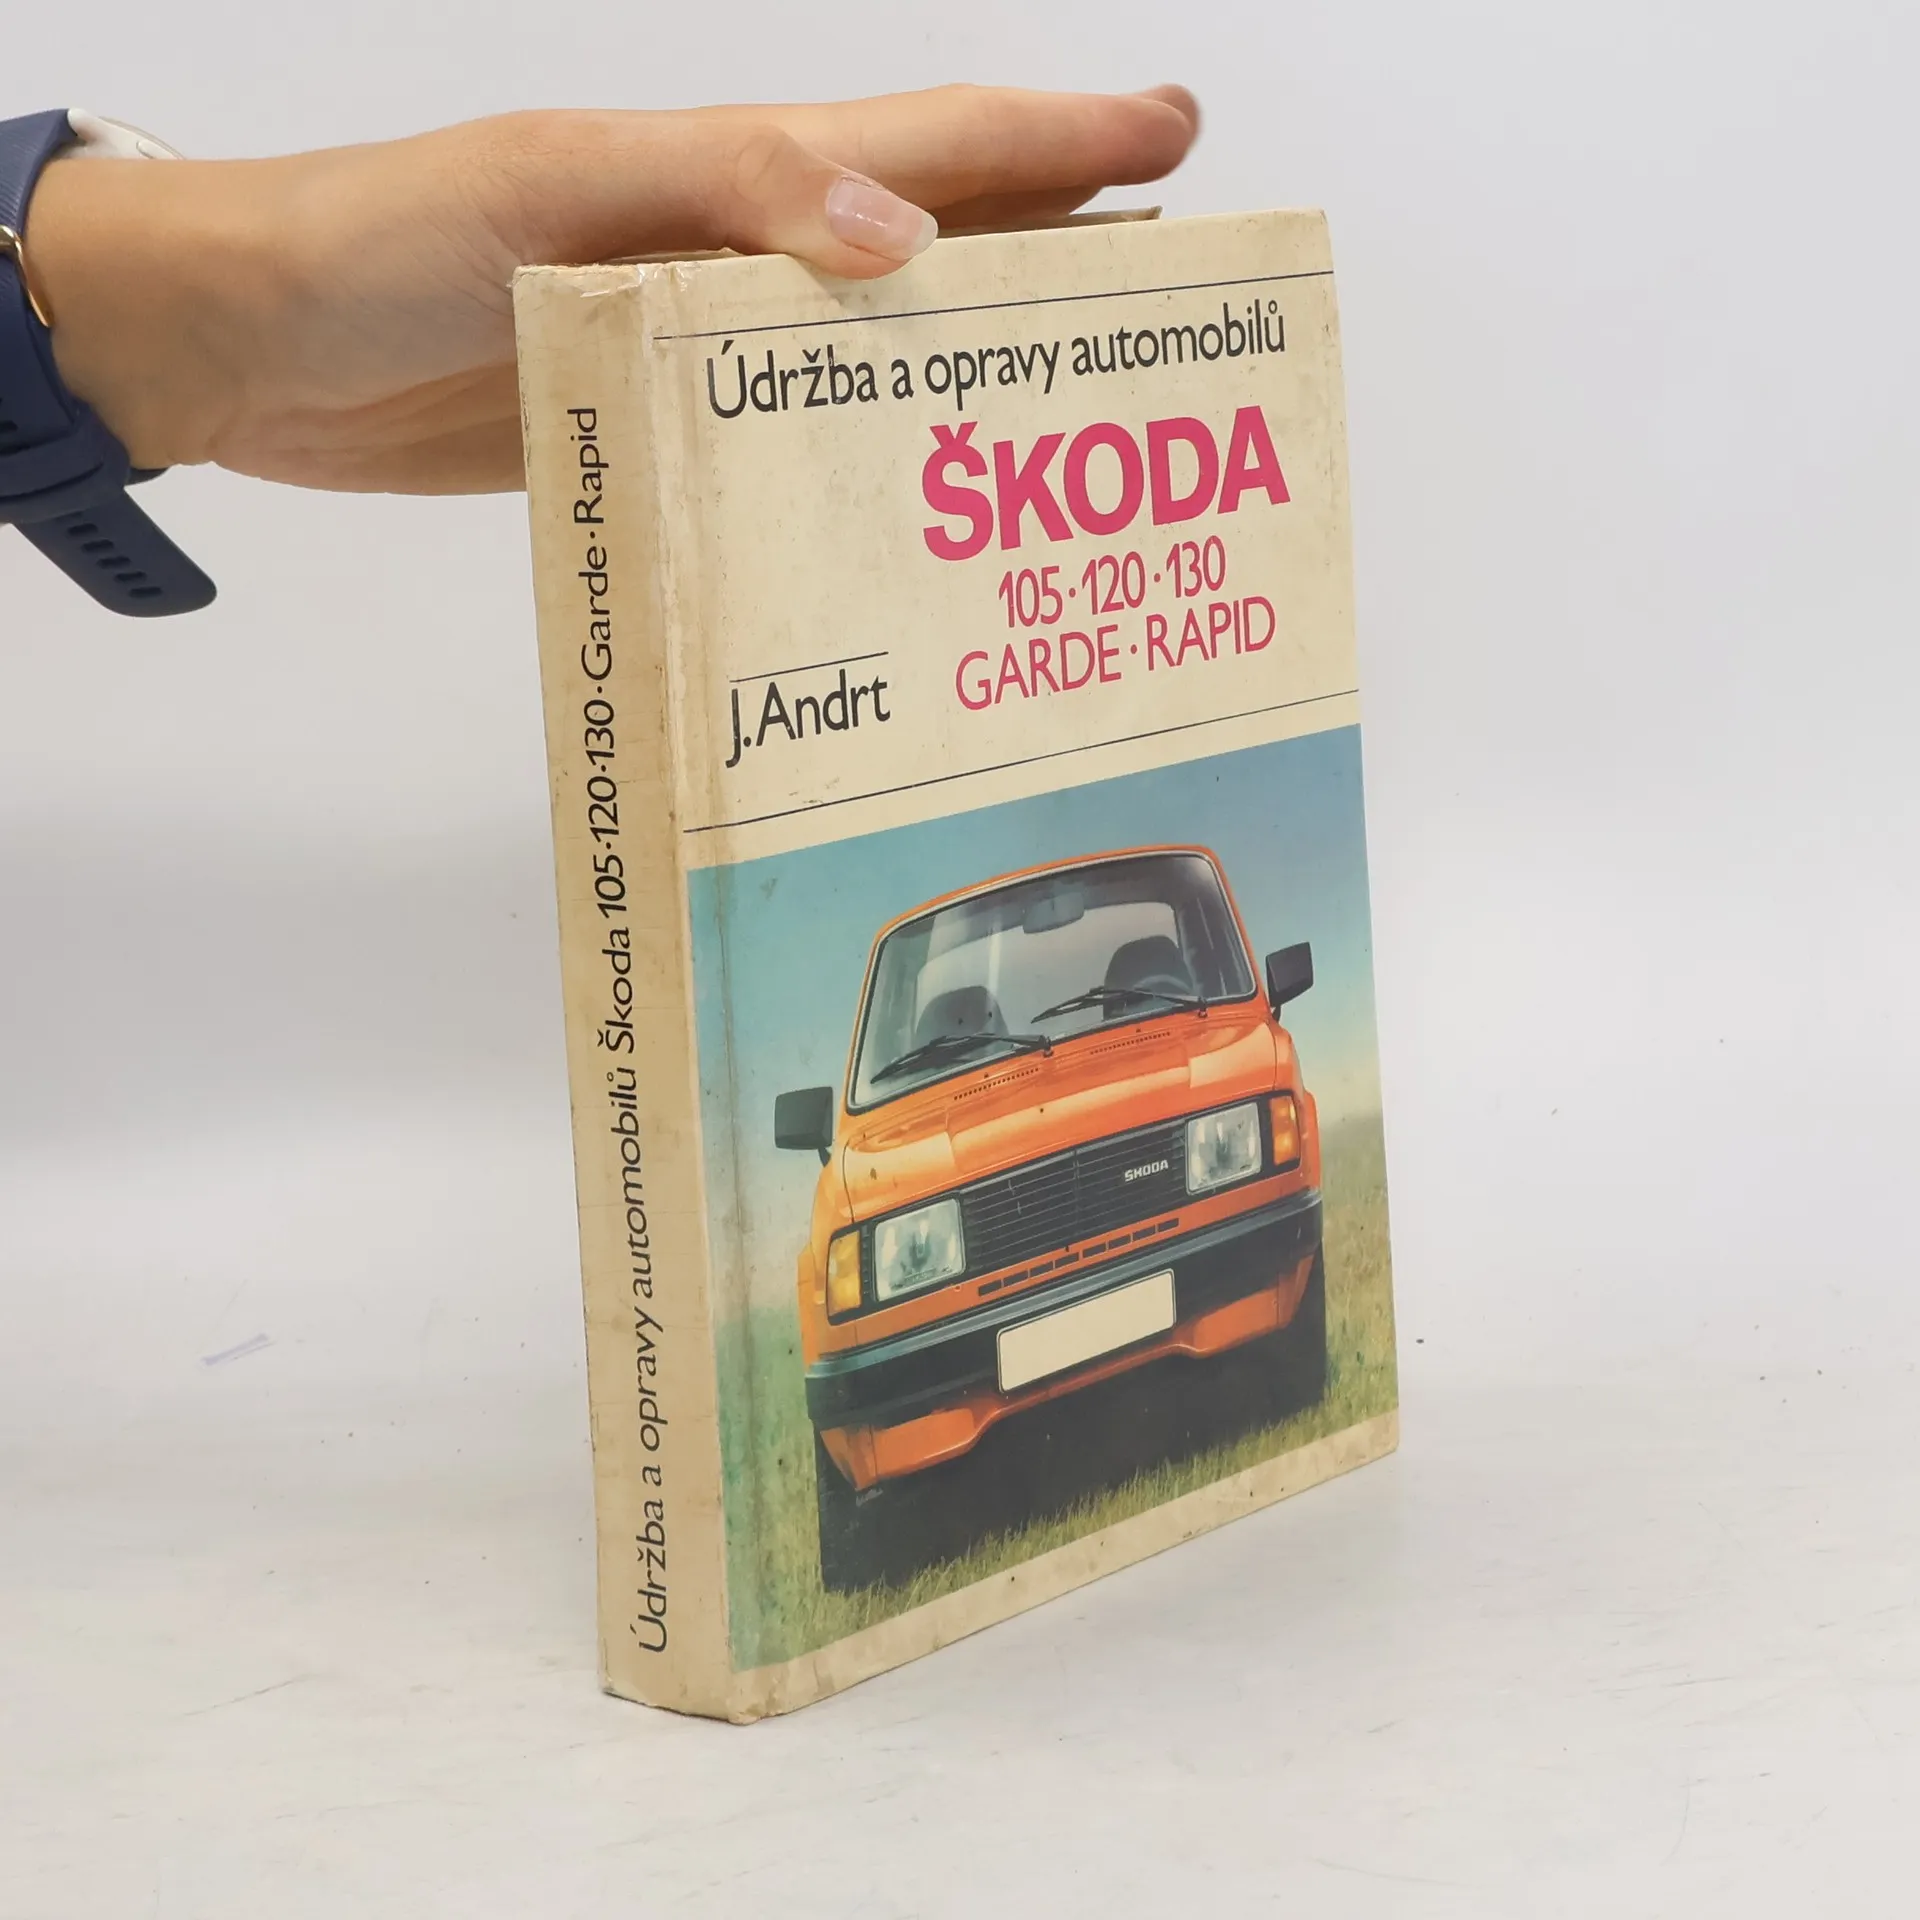 Údržba a opravy automobilů
ŠKODA
105·120·130
GARDE·RAPID
J. Andrt
ŠKODA
Údržba a opravy automobilů Škoda 105·120·130·Garde·Rapid